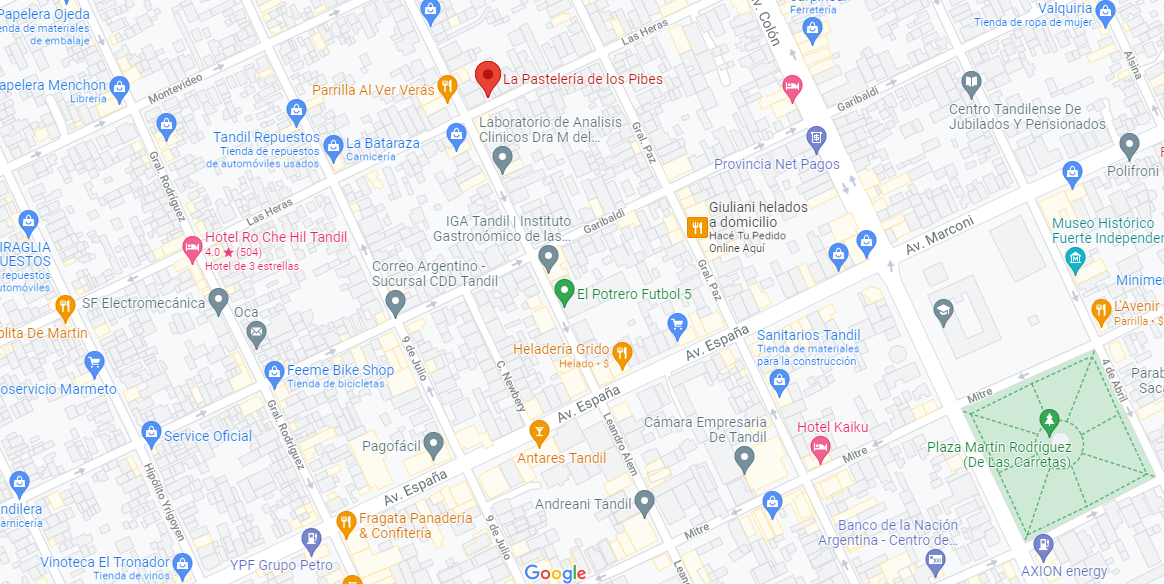 Papelera Ojeda
enda de materiales
de embalaje
Las Heras
Av. Colón
Ferretería
Valquiria
Tienda de ropa de mujer
Alsina
apelera Menchon
Librería
Montevideo
Parrilla Al Ver Verás
La Pastelería de los Pibes
Garibaldi
Centro Tandilense De
Jubilados Y Pensionados
Tandil Repuestos
Tienda de repuestos
de automóviles usados
La Bataraza
Carnicería
Laboratorio de Analisis
Clinicos Dra M del...
Gral. Paz
Provincia Net Pagos
Polifroni
Gral. Rodríguez
Las Heras
IGA Tandil | Instituto
Gastronómico de las...
Garibaldi
Giuliani helados
a domicilio
Hacé Tu Pedido
Online Aquí
Av. Marconi
Museo Histórico
Fuerte Independen
IRAGLIA
UESTOS
repuestos
utomóviles
Hotel Ro Che Hil Tandil
4.0 ★ (504)
Hotel de 3 estrellas
Correo Argentino -
Sucursal CDD Tandil
Gral. Paz
Minimer
SF Electromecánica
Oca
El Potrero Futbol 5
L'Avenir
Parrilla • $
olita De Martin
9 de Julio
Heladería Grido
Helado • $
Av. España
Sanitarios Tandil
Tienda de materiales
para la construcción
Feeme Bike Shop
Tienda de bicicletas
C. Newbery
4 de Abril
Parab
Sac
oservicio Marmeto
Av. España
Mitre
Gral. Rodríguez
Service Oficial
Pagofácil
Antares Tandil
Leandro Alem
Cámara Empresaria
De Tandil
Hotel Kaiku
Mitre
Plaza Martín Rodríguez
(De Las Carretas)
Hipólito Yrigoyen
Av. España
Andreani Tandil
ndilera
arnicería
Fragata Panadería
& Confitería
9 de Julio
Mitre
Banco de la Nación
Argentina - Centro de...
Vinoteca El Tronador
Tienda de vinos
YPF Grupo Petro
Google
Leandro
AXION energy